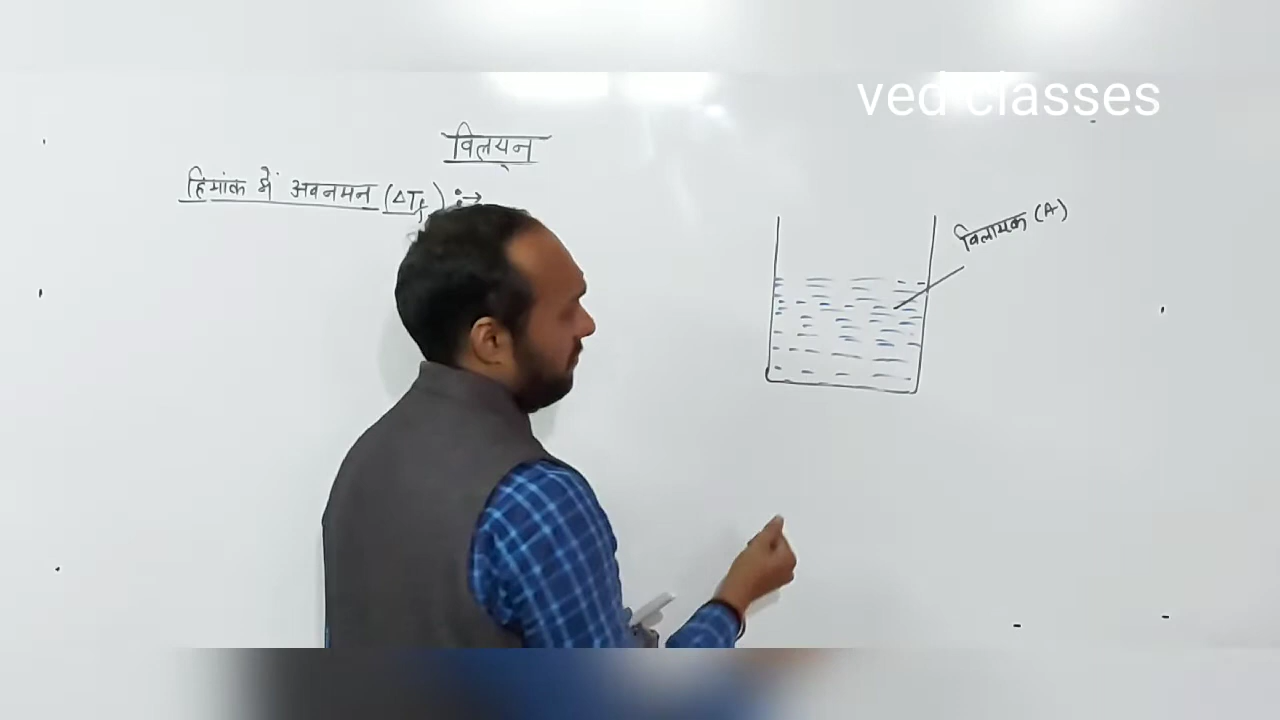 ved classes
विलयन
हिमांक में अवनमन (ΔTf) :→
विलायक (A)